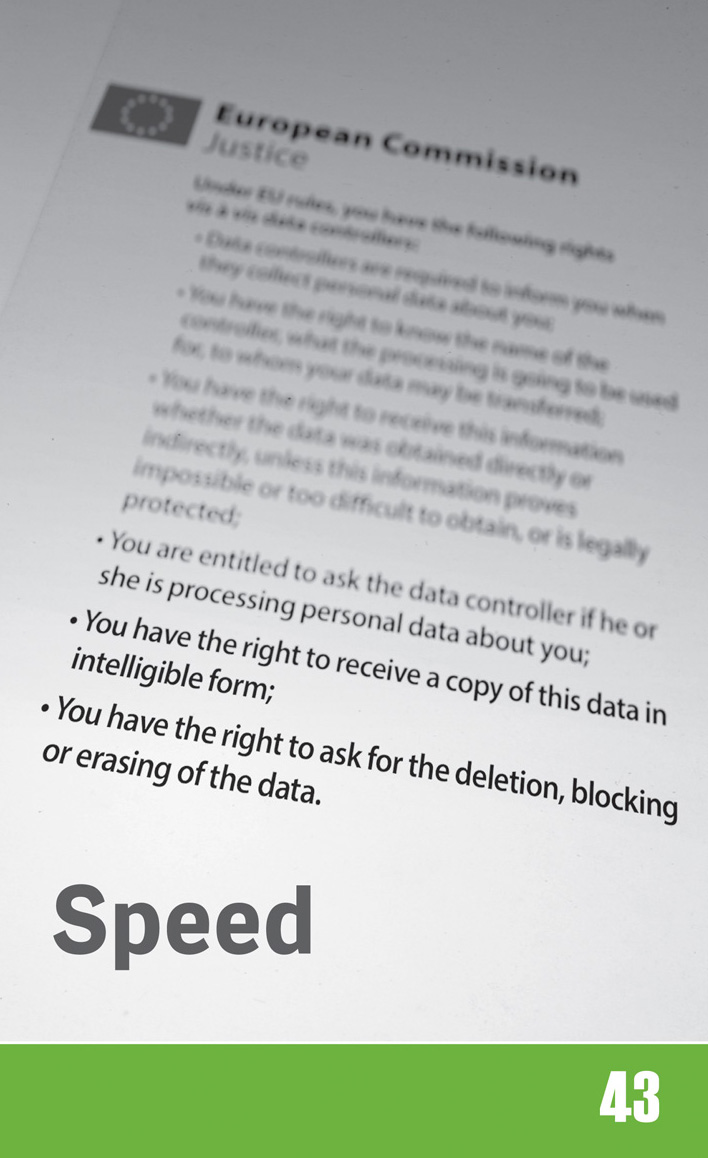 European Commission
Justice
Under EU rules, you have the following rights
vis à vis data controllers:
• Data controllers are required to inform you when
they collect personal data about you;
• You have the right to know the name of the
controller, what the processing is going to be used
for, to whom your data may be transferred;
• You have the right to receive this information
whether the data was obtained directly or
indirectly, unless this information proves
impossible or too difficult to obtain, or is legally
protected;
• You are entitled to ask the data controller if he or
she is processing personal data about you;
• You have the right to receive a copy of this data in
intelligible form;
• You have the right to ask for the deletion, blocking
or erasing of the data.
Speed
43